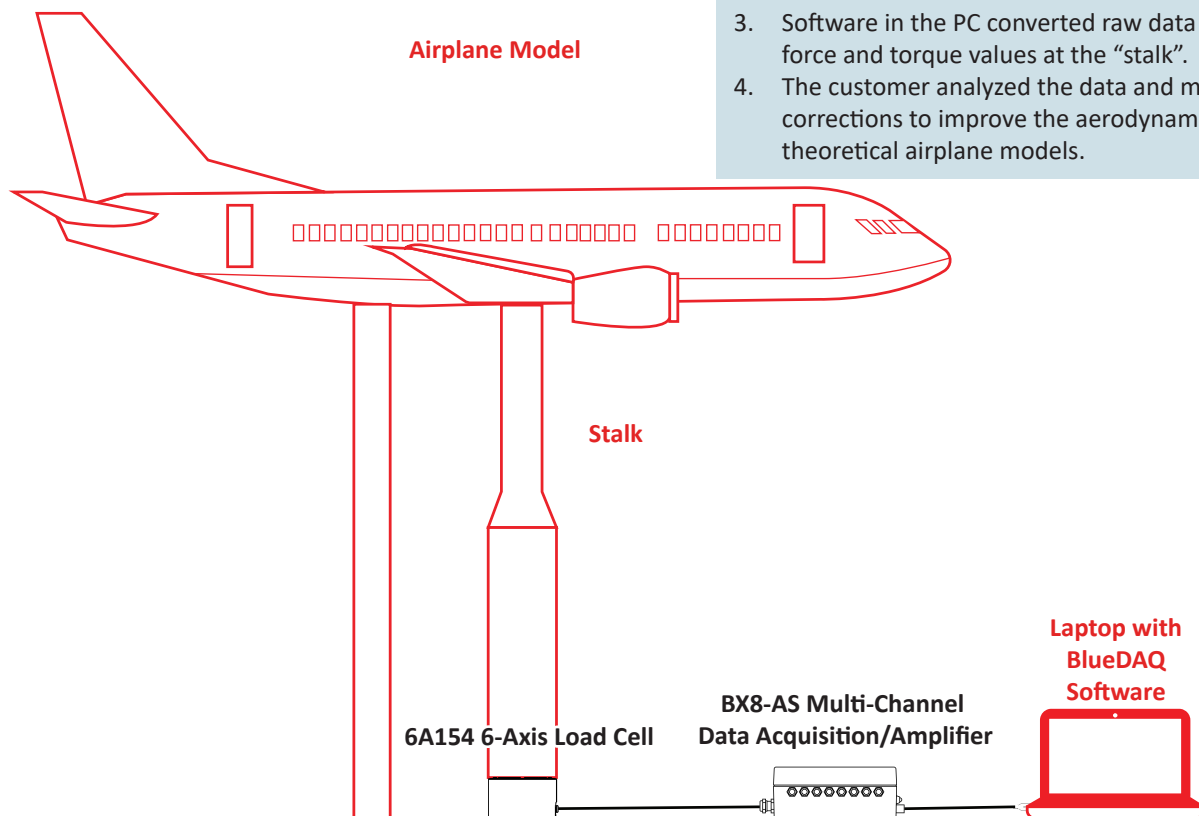 Airplane Model
3. Software in the PC converted raw data
force and torque values at the “stalk”.
4. The customer analyzed the data and m
corrections to improve the aerodynam
theoretical airplane models.
Stalk
Laptop with
BlueDAQ
Software
BX8-AS Multi-Channel
Data Acquisition/Amplifier
6A154 6-Axis Load Cell